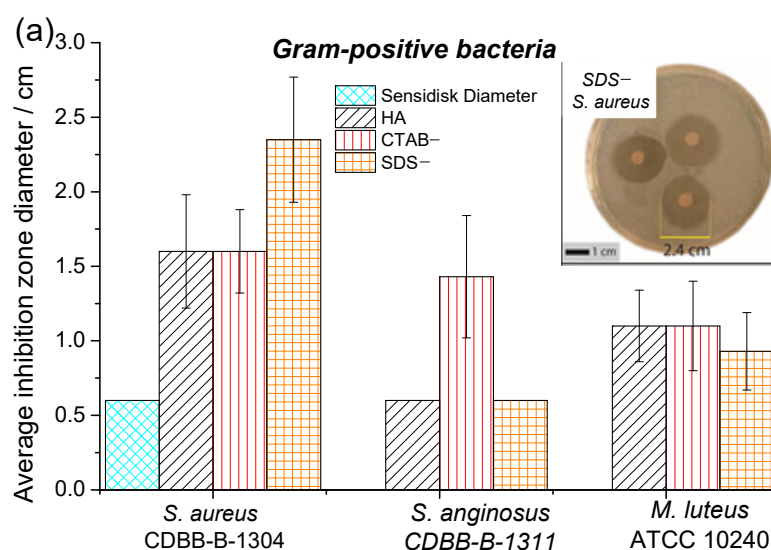 (a)
Gram-positive bacteria
Sensidisk Diameter
HA
CTAB–
SDS–
SDS–
S. aureus
1 cm
2.4 cm
Average inhibition zone diameter / cm
3.0
2.5
2.0
1.5
1.0
0.5
0.0
S. aureus
CDBB-B-1304
S. anginosus
CDBB-B-1311
M. luteus
ATCC 10240